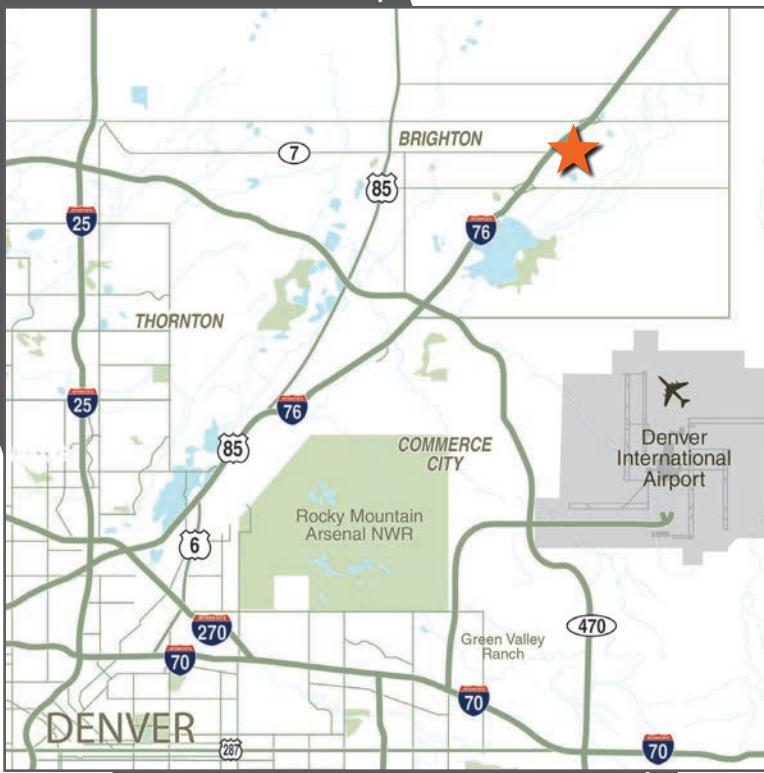 BRIGHTON
7
85
25
76
THORNTON
25
76
85
COMMERCE
CITY
Denver
International
Airport
Rocky Mountain
Arsenal NWR
6
INTERSTATE
270
Green Valley
Ranch
470
70
70
DENVER
287
70